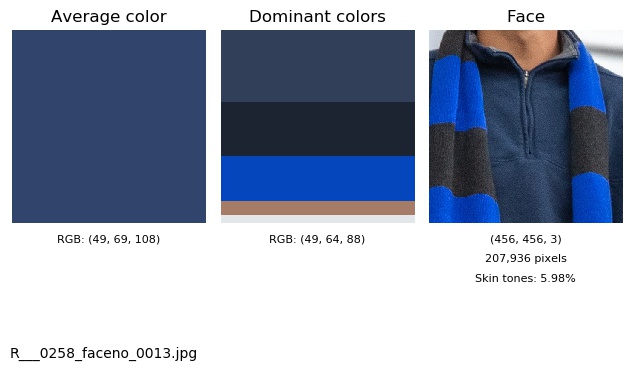 Average color
Dominant colors
Face
RGB: (49, 69, 108)
RGB: (49, 64, 88)
(456, 456, 3)
207,936 pixels
Skin tones: 5.98%
R___0258_faceno_0013.jpg